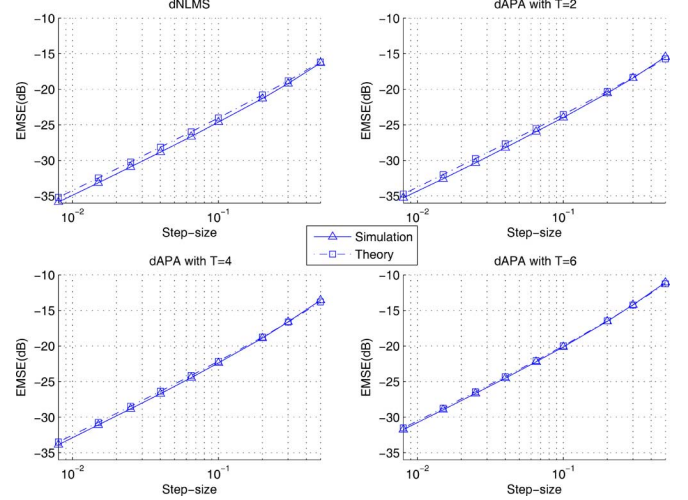 dNLMS
−10
−15
−20
−25
−30
−35
EMSE(dB)
10^−2
10^−1
Step−size
dAPA with T=2
−10
−15
−20
−25
−30
−35
EMSE(dB)
10^−2
10^−1
Step−size
Simulation
Theory
dAPA with T=4
−10
−15
−20
−25
−30
−35
EMSE(dB)
10^−2
10^−1
Step−size
dAPA with T=6
−10
−15
−20
−25
−30
−35
EMSE(dB)
10^−2
10^−1
Step−size